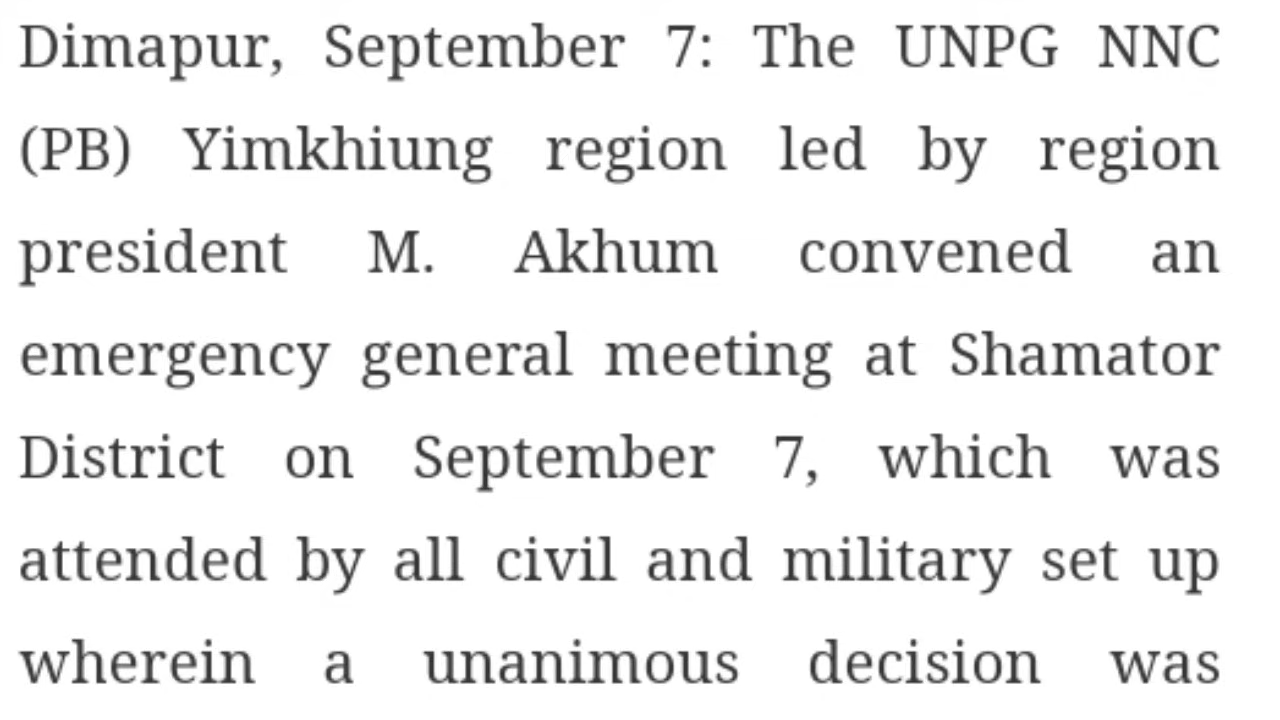 Dimapur, September 7: The UNPG NNC
(PB) Yimkhiung region led by region
president M. Akhum convened an
emergency general meeting at Shamator
District on September 7, which was
attended by all civil and military set up
wherein a unanimous decision was